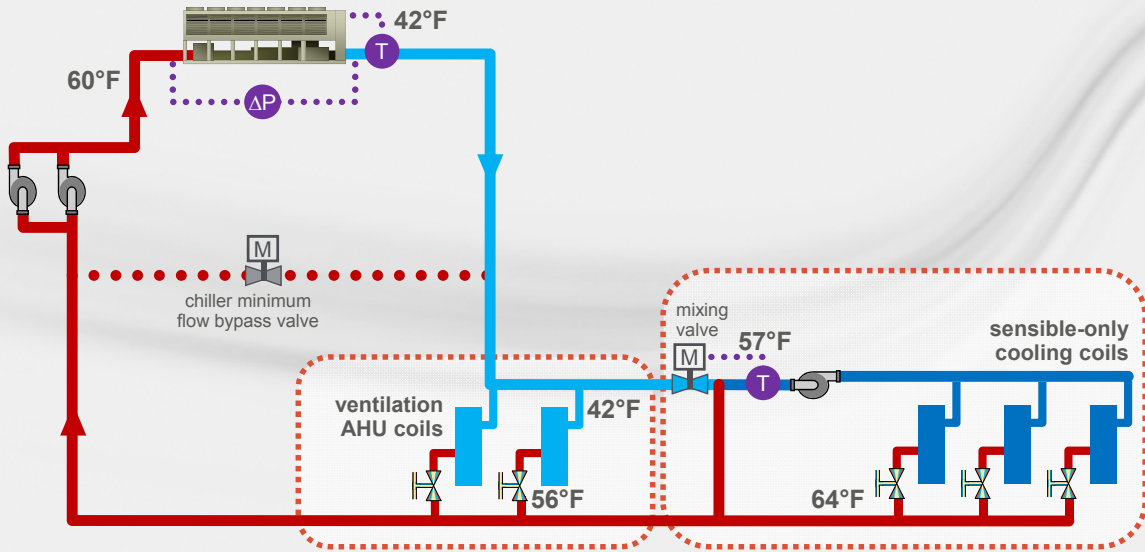 42°F
T
60°F
ΔP
M
chiller minimum
flow bypass valve
mixing
valve
57°F
M
T
sensible-only
cooling coils
ventilation
AHU coils
42°F
56°F
64°F